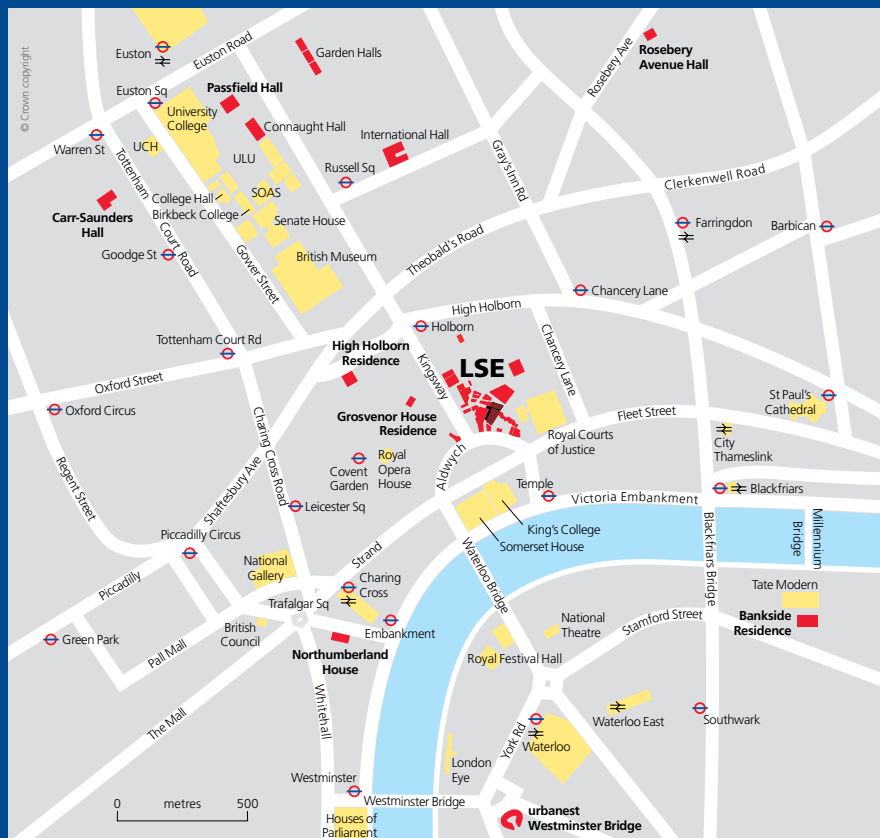 © Crown copyright
Euston
Euston Road
Garden Halls
Rosebery
Avenue Hall
Rosebery Ave
Euston Sq
Passfield Hall
University
College
Connaught Hall
International Hall
Warren St
UCH
ULU
Russell Sq
Gray's Inn Rd
Tottenham
Court Road
Clerkenwell Road
College Hall
SOAS
Birkbeck College
Senate House
Carr-Saunders
Hall
Goodge St
Gower Street
British Museum
Theobald's Road
Farringdon
Barbican
Chancery Lane
High Holborn
Holborn
Tottenham Court Rd
High Holborn
Residence
Kingsway
LSE
Chancery Lane
Oxford Street
Oxford Circus
Grosvenor House
Residence
St Paul's
Cathedral
Fleet Street
Royal Courts
of Justice
City
Thameslink
Charing Cross Road
Covent
Garden
Royal
Opera
House
Aldwych
Regent Street
Shaftesbury Ave
Leicester Sq
Temple
Victoria Embankment
Blackfriars
King's College
Somerset House
Piccadilly Circus
Strand
Waterloo Bridge
Blackfriars Bridge
Millennium
Bridge
Piccadilly
National
Gallery
Charing
Cross
Trafalgar Sq
Tate Modern
Green Park
Pall Mall
British
Council
Embankment
National
Theatre
Stamford Street
Bankside
Residence
Northumberland
House
Royal Festival Hall
The Mall
Whitehall
York Rd
Waterloo
Waterloo East
Southwark
London
Eye
Westminster
0 metres 500
Westminster Bridge
Houses of
Parliament
urbanest
Westminster Bridge